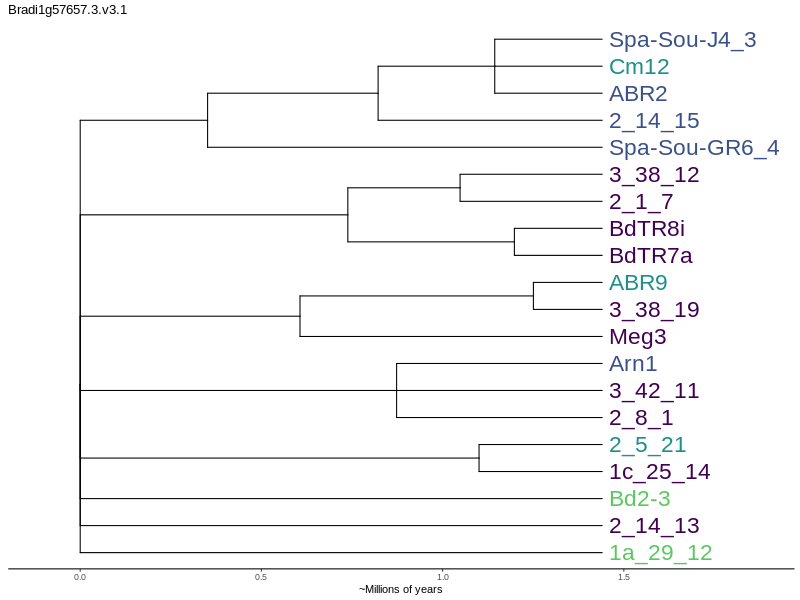 Bradi1g57657.3.v3.1
Spa-Sou-J4_3
Cm12
ABR2
2_14_15
Spa-Sou-GR6_4
3_38_12
2_1_7
BdTR8i
BdTR7a
ABR9
3_38_19
Meg3
Arn1
3_42_11
2_8_1
2_5_21
1c_25_14
Bd2-3
2_14_13
1a_29_12
0.0 0.5 1.0 1.5
~Millions of years